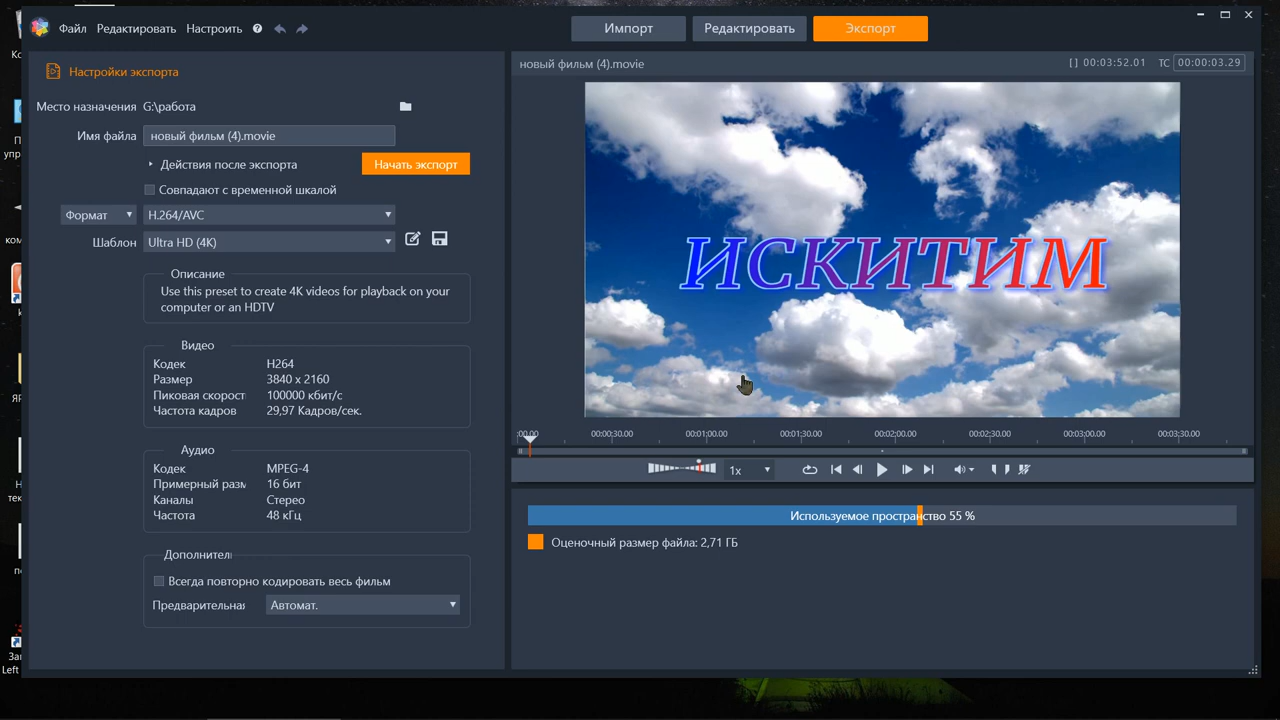 Файл Редактировать Настроить ?
Импорт Редактировать Экспорт
Настройки экспорта
Место назначения G:\работа
Имя файла новый фильм (4).movie
Действия после экспорта Начать экспорт
Совпадают с временной шкалой
Формат H.264/AVC
Шаблон Ultra HD (4K)
Описание
Use this preset to create 4K videos for playback on your
computer or an HDTV
Видео
Кодек H264
Размер 3840 x 2160
Пиковая скорост 100000 кбит/с
Частота кадров 29,97 Кадров/сек.
Аудио
Кодек MPEG-4
Примерный разм 16 бит
Каналы Стерео
Частота 48 кГц
Дополнител
Всегда повторно кодировать весь фильм
Предварительная Автомат.
новый фильм (4).movie [ ] 00:03:52.01 TC 00:00:03.29
ИСКИТИМ
:00.00 00:00:30.00 00:01:00.00 00:01:30.00 00:02:00.00 00:02:30.00 00:03:00.00 00:03:30.00
1x
Используемое пространство 55 %
Оценочный размер файла: 2,71 ГБ
Left